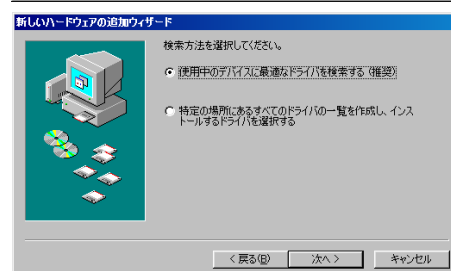 新しいハードウェアの追加ウィザード
検索方法を選択してください。
使用中のデバイスに最適なドライバを検索する (推奨)
特定の場所にあるすべてのドライバの一覧を作成し、インス
トールするドライバを選択する
< 戻る(B)
次へ >
キャンセル